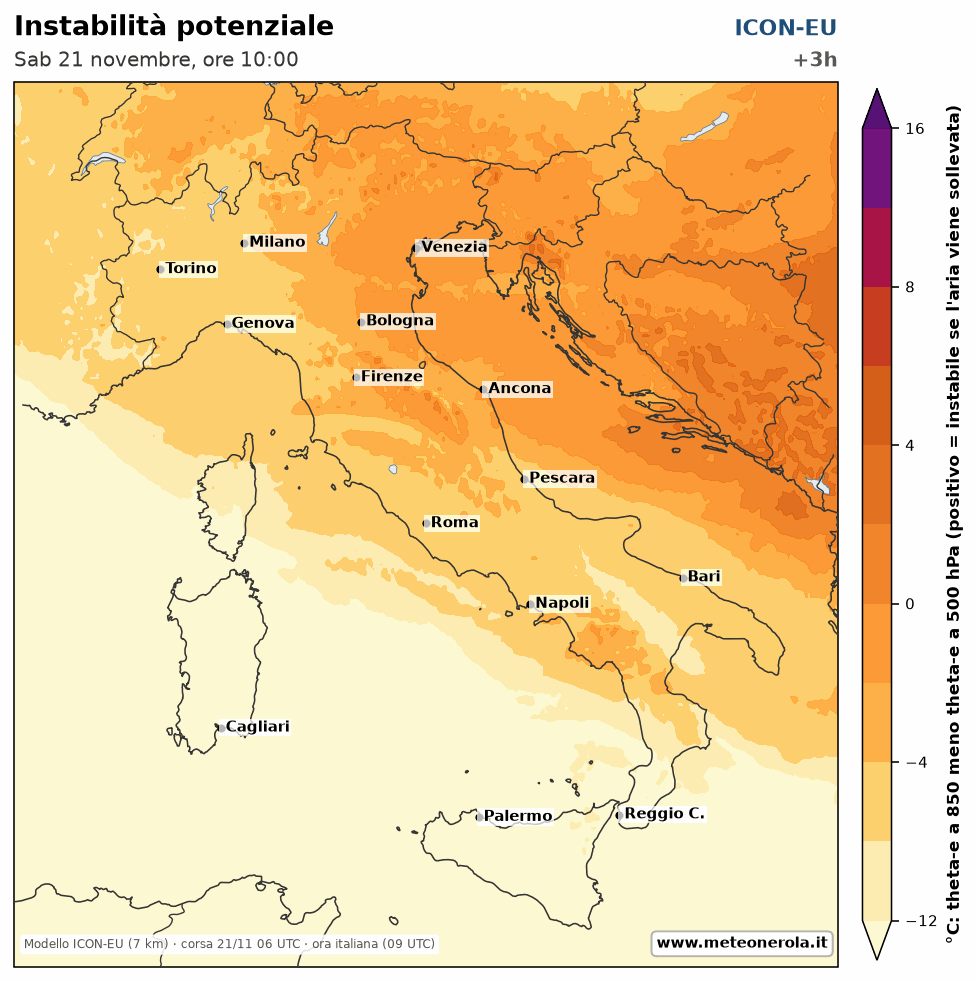 Instabilità potenziale
ICON-EU
Sab 21 novembre, ore 10:00
+3h
Milano
Venezia
Torino
Genova
Bologna
Firenze
Ancona
Pescara
Roma
Bari
Napoli
Cagliari
Palermo
Reggio C.
16
8
4
0
−4
−12
°C: theta-e a 850 meno theta-e a 500 hPa (positivo = instabile se l'aria viene sollevata)
Modello ICON-EU (7 km) · corsa 21/11 06 UTC · ora italiana (09 UTC)
www.meteonerola.it